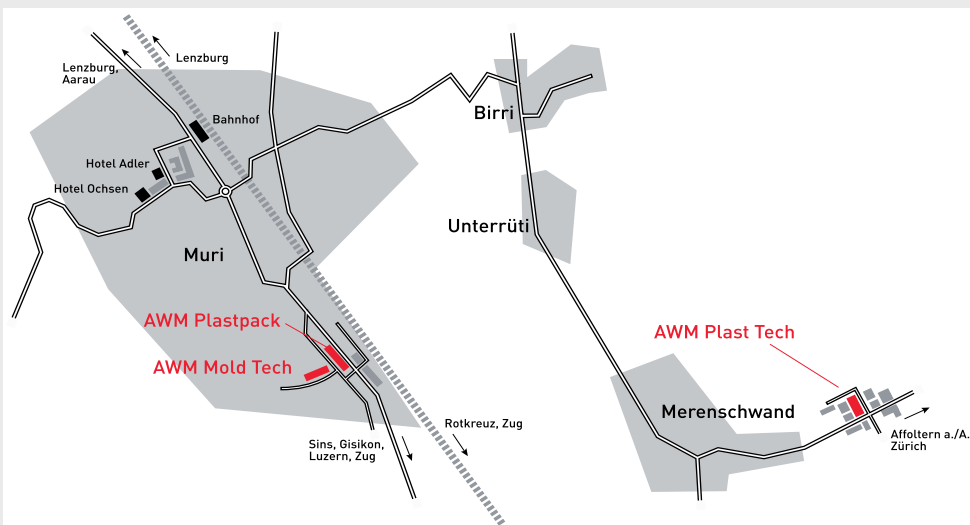 Lenzburg
Lenzburg,
Aarau
Bahnhof
Birri
Hotel Adler
Hotel Ochsen
Unterrüti
Muri
AWM Plastpack
AWM Plast Tech
AWM Mold Tech
Merenschwand
Rotkreuz, Zug
Affoltern a./A.
Zürich
Sins, Gisikon,
Luzern, Zug